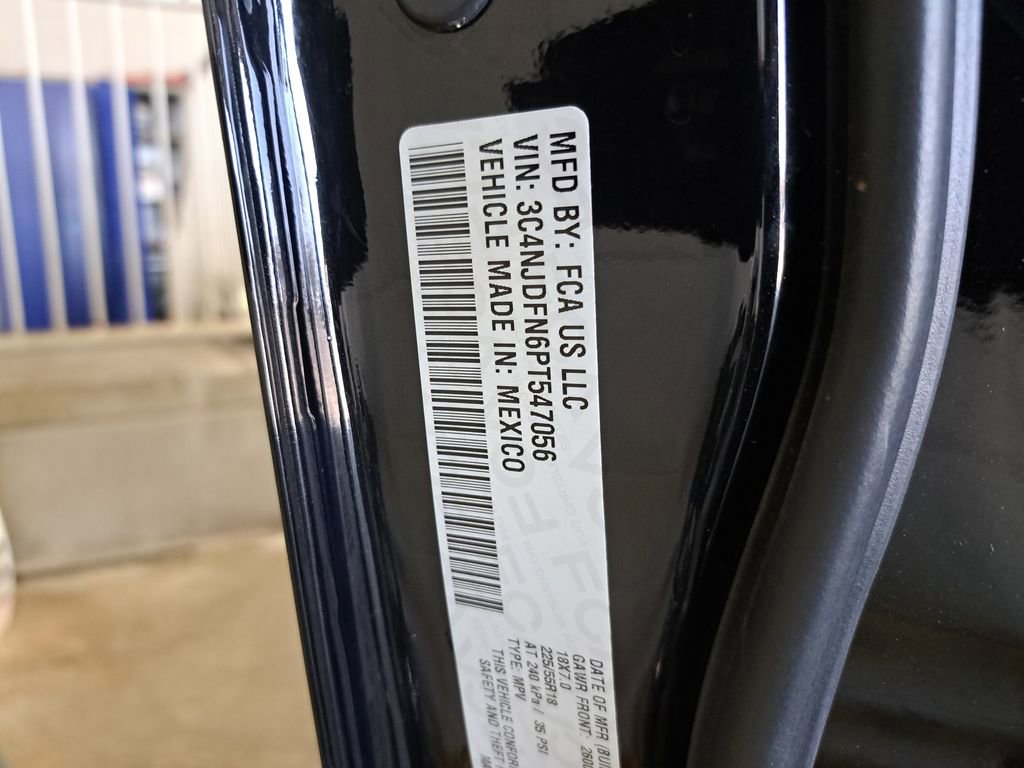 MFD BY: FCA US LLC
VIN: 3C4NJDFN6PT547056
VEHICLE MADE IN: MEXICO
DATE OF MFR
GAWR FRONT:
18X7.0
225/55R18
AT 240 kPa / 35 PSI
TYPE: MPV
THIS VEHICLE
SAFETY AND THEFT